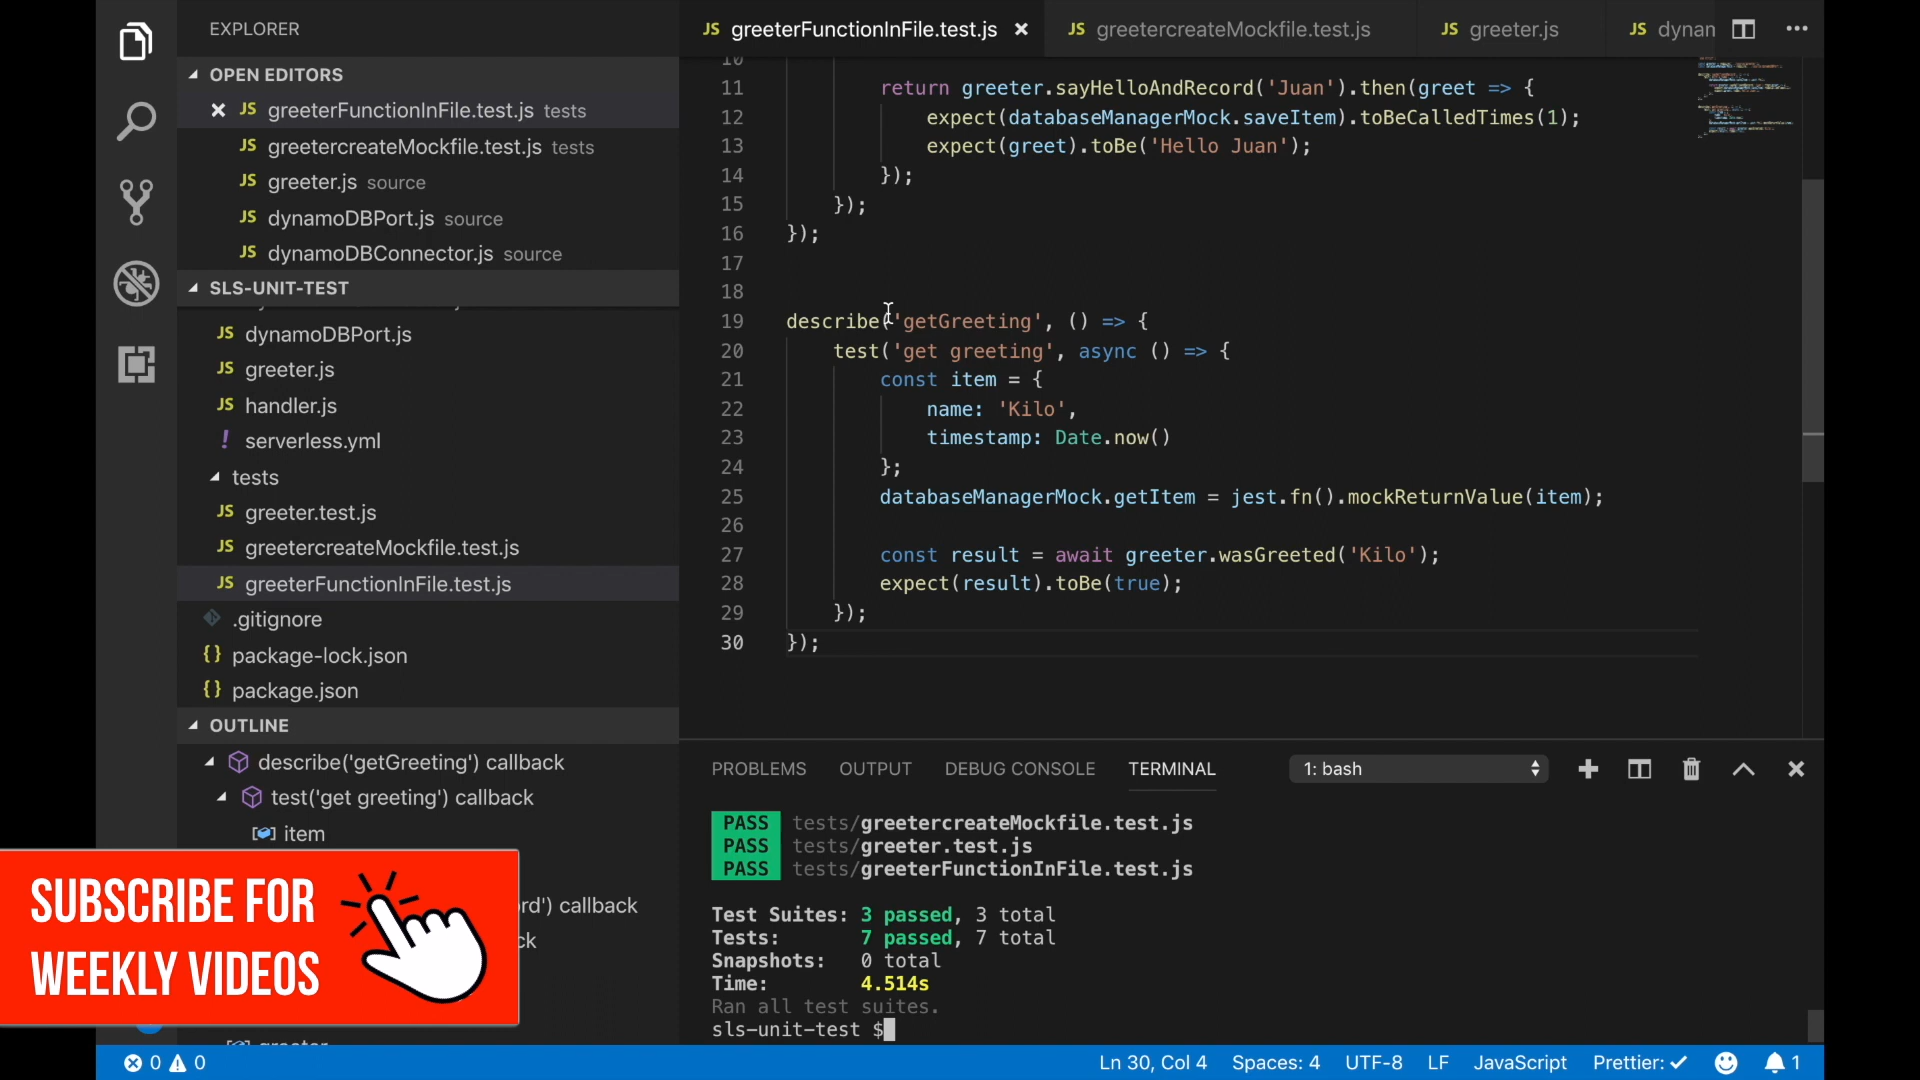 EXPLORER
OPEN EDITORS
JS greeterFunctionInFile.test.js tests
JS greetercreateMockfile.test.js tests
JS greeter.js source
JS dynamoDBPort.js source
JS dynamoDBConnector.js source
SLS-UNIT-TEST
JS dynamoDBPort.js
JS greeter.js
JS handler.js
! serverless.yml
tests
JS greeter.test.js
JS greetercreateMockfile.test.js
JS greeterFunctionInFile.test.js
.gitignore
{} package-lock.json
{} package.json
OUTLINE
describe('getGreeting') callback
test('get greeting') callback
item
rd') callback
ck
SUBSCRIBE FOR
WEEKLY VIDEOS
JS greeterFunctionInFile.test.js JS greetercreateMockfile.test.js JS greeter.js JS dynam
10
11 return greeter.sayHelloAndRecord('Juan').then(greet => {
12 expect(databaseManagerMock.saveItem).toBeCalledTimes(1);
13 expect(greet).toBe('Hello Juan');
14 });
15 });
16 });
17
18
19 describe('getGreeting', () => {
20 test('get greeting', async () => {
21 const item = {
22 name: 'Kilo',
23 timestamp: Date.now()
24 };
25 databaseManagerMock.getItem = jest.fn().mockReturnValue(item);
26
27 const result = await greeter.wasGreeted('Kilo');
28 expect(result).toBe(true);
29 });
30 });
PROBLEMS OUTPUT DEBUG CONSOLE TERMINAL 1: bash
PASS tests/greetercreateMockfile.test.js
PASS tests/greeter.test.js
PASS tests/greeterFunctionInFile.test.js
Test Suites: 3 passed, 3 total
Tests: 7 passed, 7 total
Snapshots: 0 total
Time: 4.514s
Ran all test suites.
sls-unit-test $
0 0 Ln 30, Col 4 Spaces: 4 UTF-8 LF JavaScript Prettier: ✓ 1